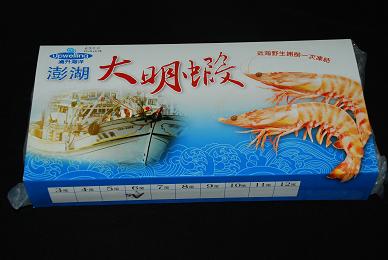 Upwelling
湧升海洋
澎湖
大明蝦
近海野生捕撈一次凍結
3尾 4尾 5尾 6尾 7尾 8尾 9尾 10尾 11尾 12尾